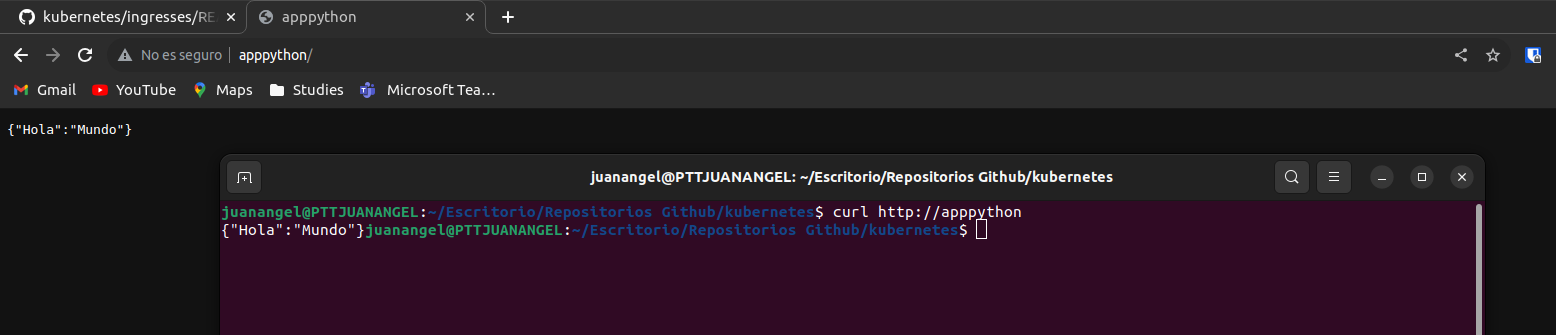 kubernetes/ingresses/RE
apppython
No es seguro apppython/
Gmail YouTube Maps Studies Microsoft Tea…
{"Hola":"Mundo"}
juanangel@PTTJUANANGEL: ~/Escritorio/Repositorios Github/kubernetes
juanangel@PTTJUANANGEL:~/Escritorio/Repositorios Github/kubernetes$ curl http://apppython
{"Hola":"Mundo"}juanangel@PTTJUANANGEL:~/Escritorio/Repositorios Github/kubernetes$